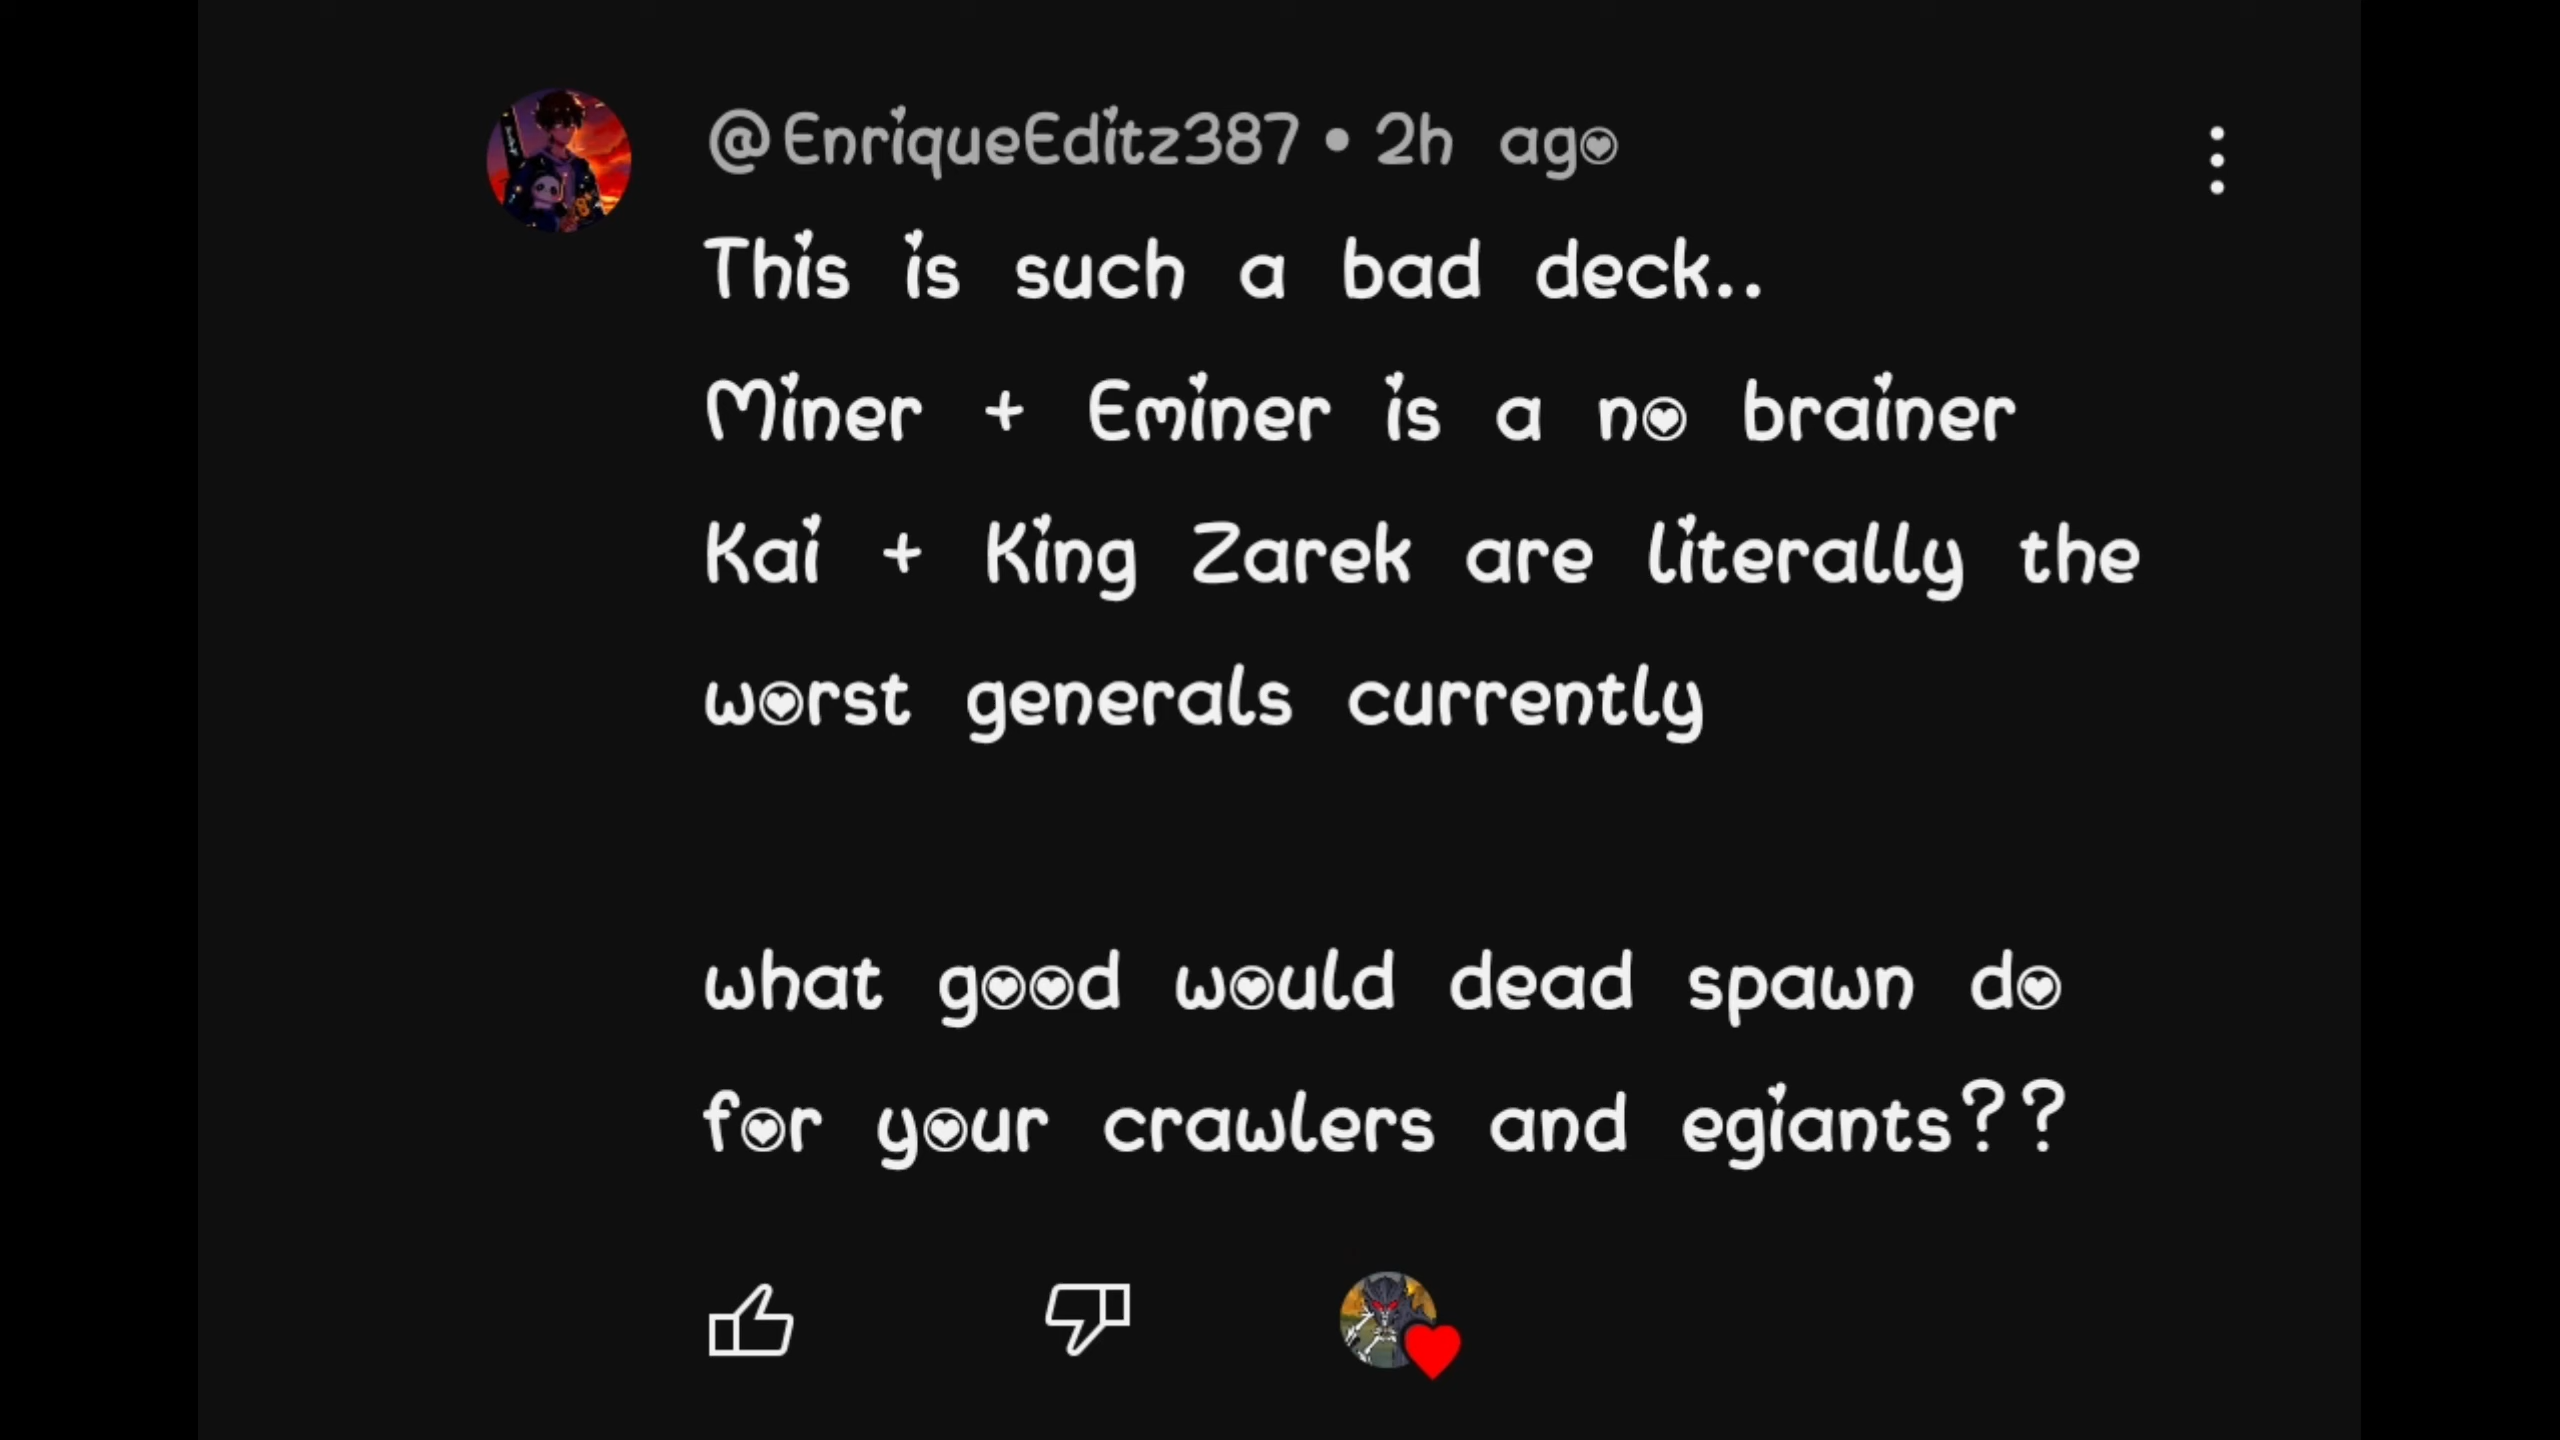 @EnriqueEditz387 • 2h ago
This is such a bad deck..
Miner + Eminer is a no brainer
Kai + King Zarek are literally the
worst generals currently
what good would dead spawn do
for your crawlers and egiants??